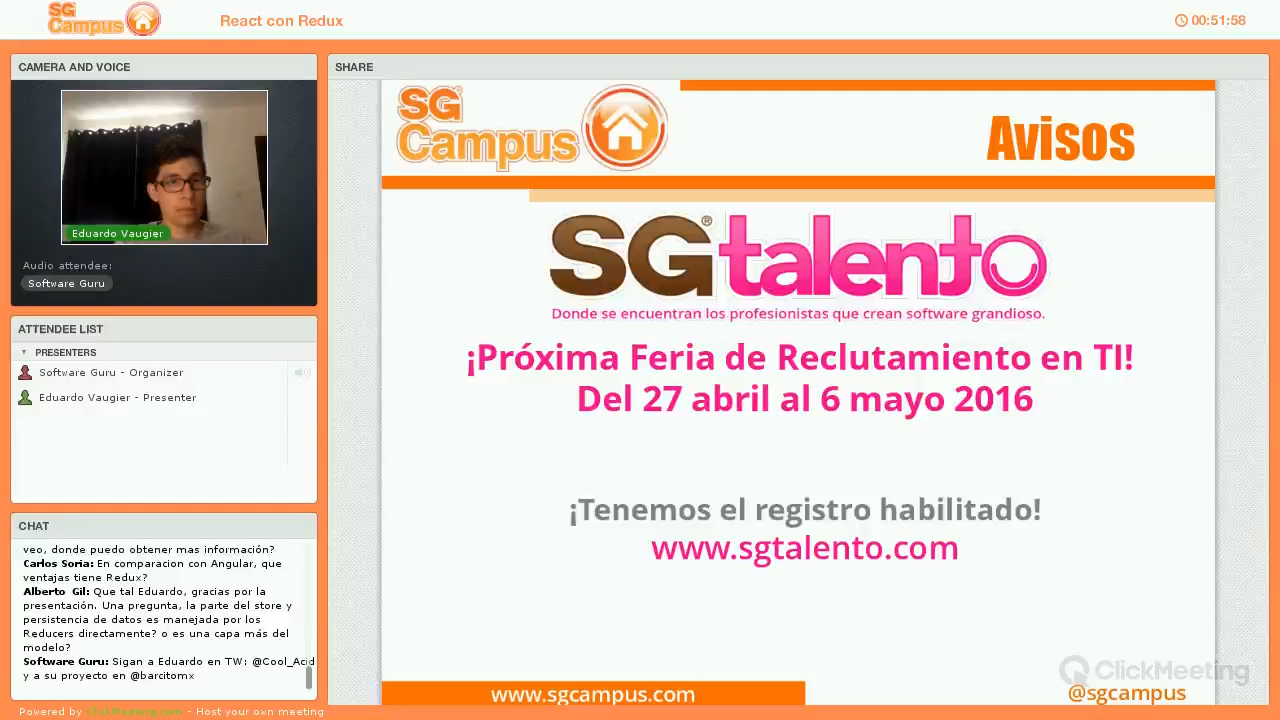 SG Campus
React con Redux
00:51:58
CAMERA AND VOICE
Eduardo Vaugier
Audio attendee:
Software Guru
ATTENDEE LIST
PRESENTERS
Software Guru - Organizer
Eduardo Vaugier - Presenter
CHAT
veo, donde puedo obtener mas información?
Carlos Soria: En comparacion con Angular, que
ventajas tiene Redux?
Alberto Gil: Que tal Eduardo, gracias por la
presentación. Una pregunta, la parte del store y
persistencia de datos es manejada por los
Reducers directamente? o es una capa más del
modelo?
Software Guru: Sigan a Eduardo en TW: @Cool_Acid
y a su proyecto en @barcitomx
Powered by ClickMeeting.com - Host your own meeting
SHARE
SG
Campus
Avisos
SG® talento
Donde se encuentran los profesionistas que crean software grandioso.
¡Próxima Feria de Reclutamiento en TI!
Del 27 abril al 6 mayo 2016
¡Tenemos el registro habilitado!
www.sgtalento.com
ClickMeeting
www.sgcampus.com
@sgcampus